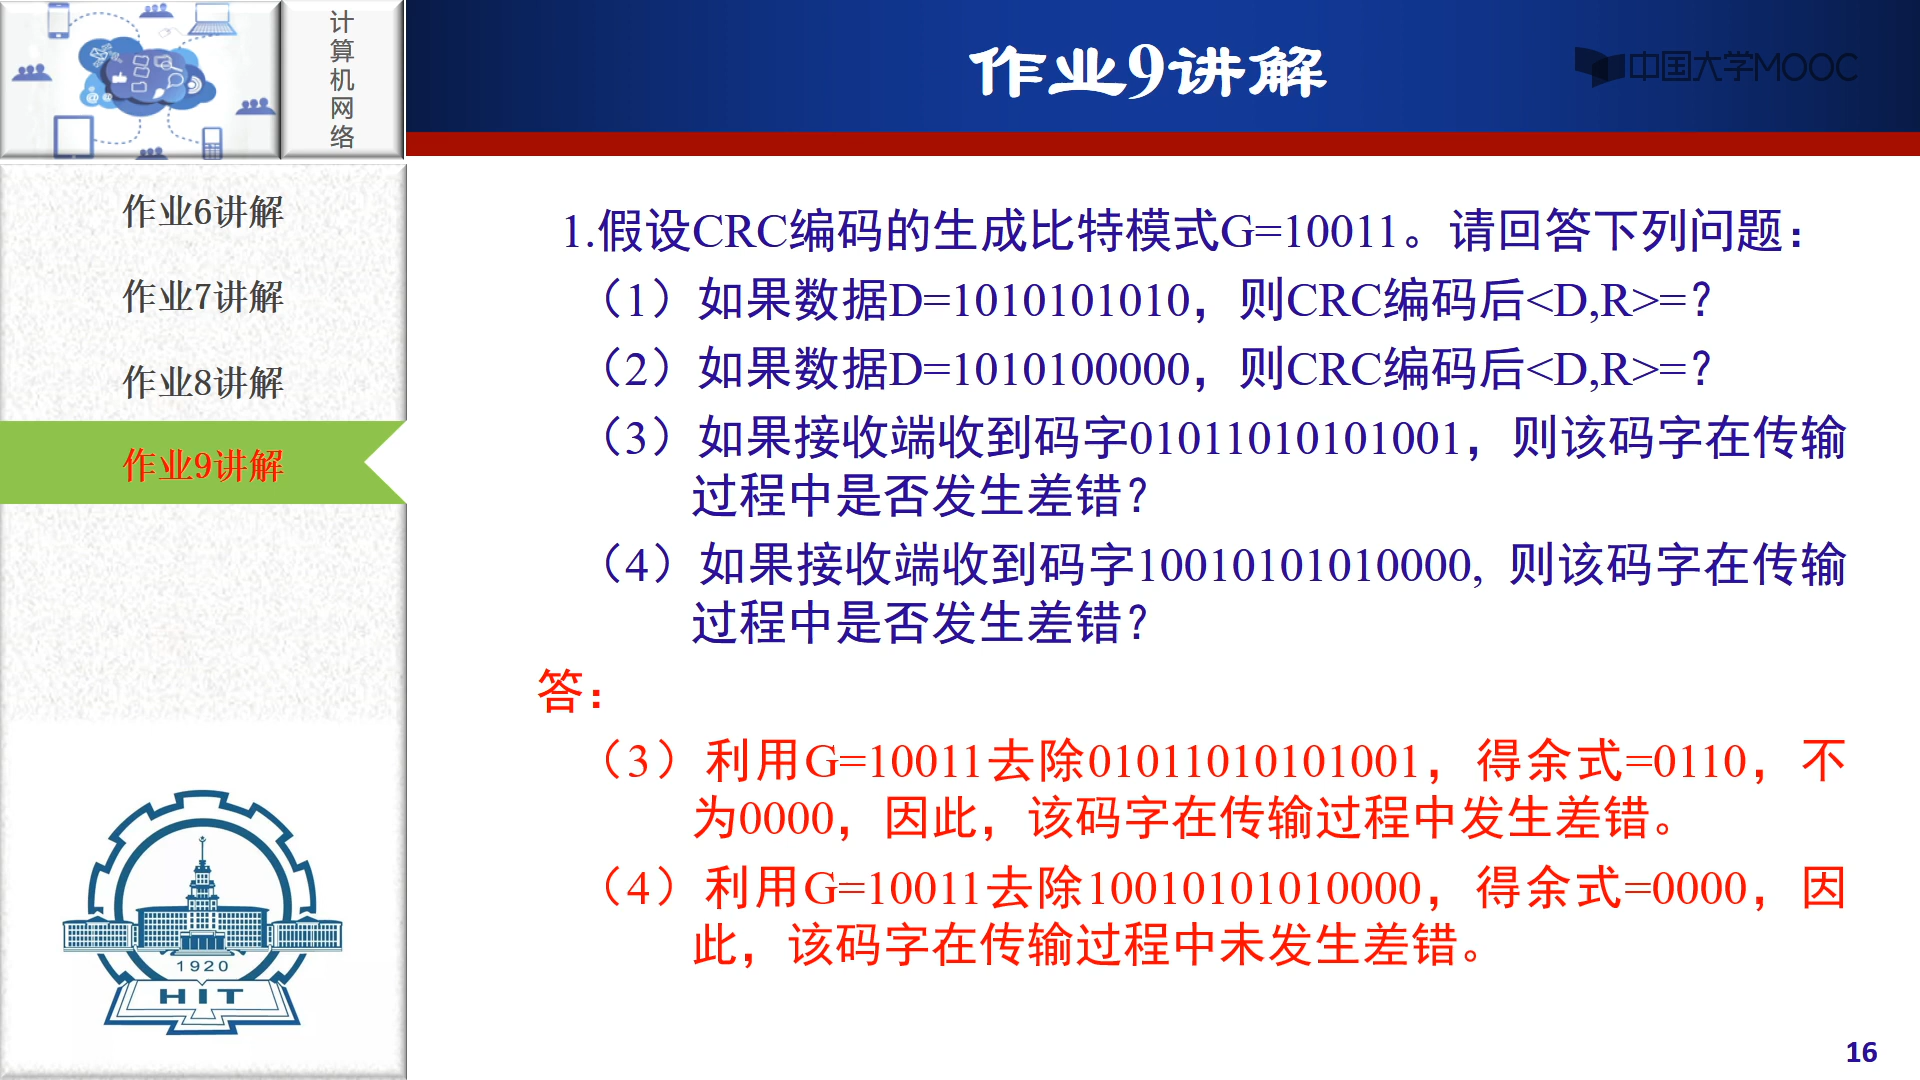 计算机网络
作业9讲解
中国大学MOOC
作业6讲解
作业7讲解
作业8讲解
作业9讲解
1.假设CRC编码的生成比特模式G=10011。请回答下列问题：
（1）如果数据D=1010101010，则CRC编码后<D,R>=？
（2）如果数据D=1010100000，则CRC编码后<D,R>=？
（3）如果接收端收到码字01011010101001，则该码字在传输
过程中是否发生差错？
（4）如果接收端收到码字10010101010000, 则该码字在传输
过程中是否发生差错？
答：
（3）利用G=10011去除01011010101001，得余式=0110，不
为0000，因此，该码字在传输过程中发生差错。
（4）利用G=10011去除10010101010000，得余式=0000，因
此，该码字在传输过程中未发生差错。
1920
HIT
16